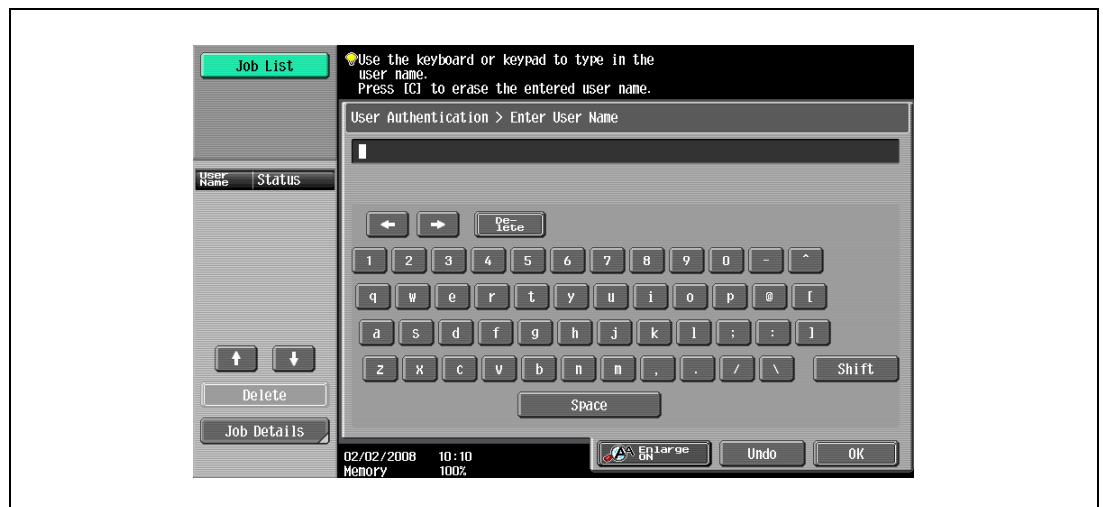 Job List
Use the keyboard or keypad to type in the
user name.
Press [C] to erase the entered user name.
User Authentication > Enter User Name
User Name Status
De-lete
1 2 3 4 5 6 7 8 9 0 - ^
q w e r t y u i o p @ [
a s d f g h j k l ; : ]
z x c v b n m , . / \ Shift
Space
Delete
Job Details
02/02/2008 10:10
Memory 100%
Enlarge ON Undo OK